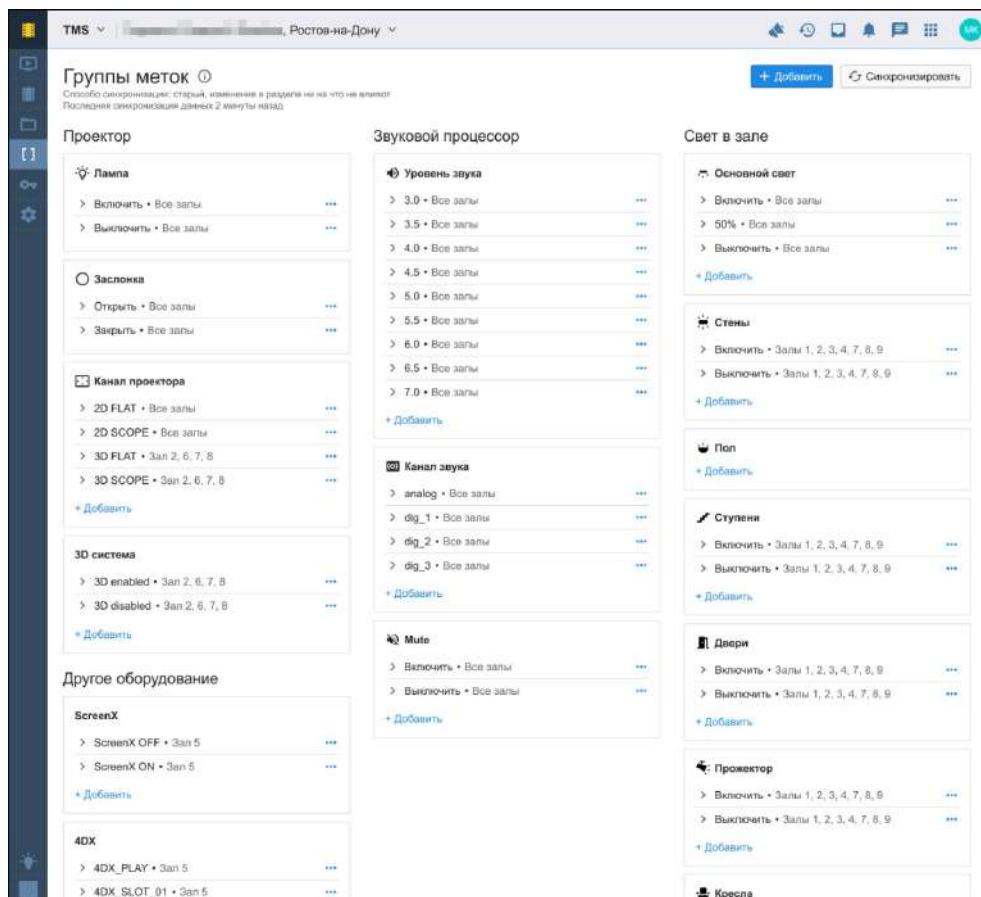 TMS
, Ростов-на-Дону
МК
Группы меток
Способо синхронизации: старый, изменения в разделе ни на что не влияют
Последняя синхронизация данных 2 минуты назад
+ Добавить
Синхронизировать
Проектор
Лампа
Включить • Все залы
Выключить • Все залы
Заслонка
Открыть • Все залы
Закрыть • Все залы
Канал проектора
2D FLAT • Все залы
2D SCOPE • Все залы
3D FLAT • Зал 2, 6, 7, 8
3D SCOPE • Зал 2, 6, 7, 8
+ Добавить
3D система
3D enabled • Зал 2, 6, 7, 8
3D disabled • Зал 2, 6, 7, 8
+ Добавить
Другое оборудование
ScreenX
ScreenX OFF • Зал 5
ScreenX ON • Зал 5
+ Добавить
4DX
4DX_PLAY • Зал 5
4DX_SLOT_01 • Зал 5
Звуковой процессор
Уровень звука
3.0 • Все залы
3.5 • Все залы
4.0 • Все залы
4.5 • Все залы
5.0 • Все залы
5.5 • Все залы
6.0 • Все залы
6.5 • Все залы
7.0 • Все залы
+ Добавить
Канал звука
analog • Все залы
dig_1 • Все залы
dig_2 • Все залы
dig_3 • Все залы
+ Добавить
Mute
Включить • Все залы
Выключить • Все залы
+ Добавить
Свет в зале
Основной свет
Включить • Все залы
50% • Все залы
Выключить • Все залы
+ Добавить
Стены
Включить • Залы 1, 2, 3, 4, 7, 8, 9
Выключить • Залы 1, 2, 3, 4, 7, 8, 9
+ Добавить
Пол
+ Добавить
Ступени
Включить • Залы 1, 2, 3, 4, 7, 8, 9
Выключить • Залы 1, 2, 3, 4, 7, 8, 9
+ Добавить
Двери
Включить • Залы 1, 2, 3, 4, 7, 8, 9
Выключить • Залы 1, 2, 3, 4, 7, 8, 9
+ Добавить
Прожектор
Включить • Залы 1, 2, 3, 4, 7, 8, 9
Выключить • Залы 1, 2, 3, 4, 7, 8, 9
+ Добавить
Кресла